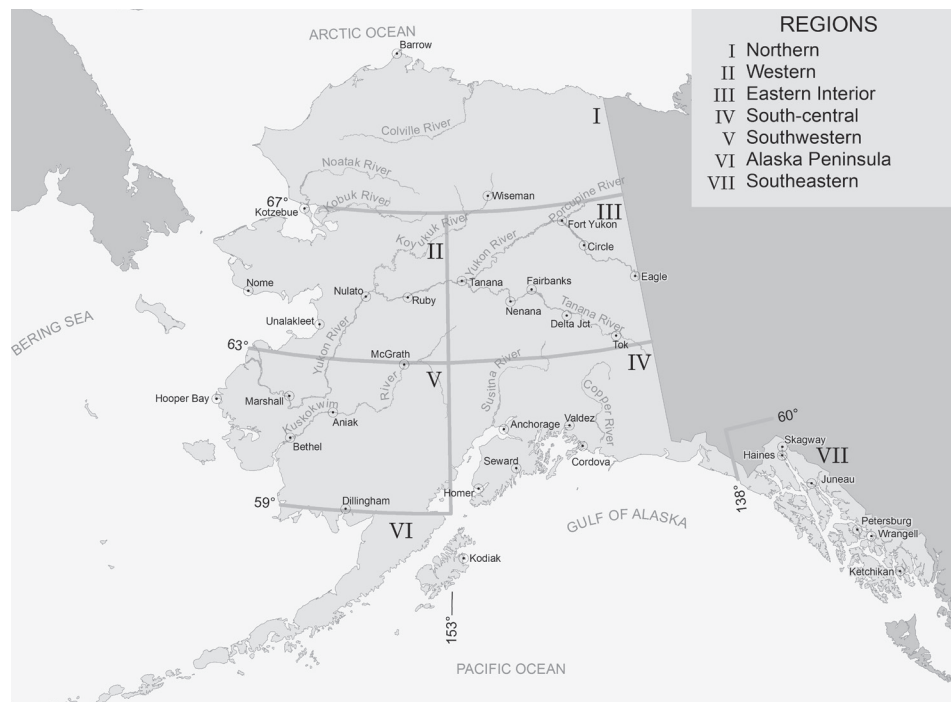 REGIONS
I Northern
II Western
III Eastern Interior
IV South-central
V Southwestern
VI Alaska Peninsula
VII Southeastern
ARCTIC OCEAN
Barrow
I
Colville River
Noatak River
Kobuk River
Wiseman
Porcupine River
67°
Kotzebue
III
Fort Yukon
Koyukuk River
II
Yukon River
Circle
Eagle
Nome
Nulato
Ruby
Tanana
Fairbanks
Nenana
Tanana River
Delta Jct.
Tok
Unalakleet
BERING SEA
Yukon River
63°
McGrath
IV
V
Susitna River
Copper River
Hooper Bay
Marshall
Kuskokwim
River
Aniak
Bethel
Anchorage
Valdez
Cordova
Seward
Homer
60°
Skagway
Haines
VII
Juneau
138°
59°
Dillingham
VI
GULF OF ALASKA
Petersburg
Wrangell
Ketchikan
Kodiak
153°
PACIFIC OCEAN